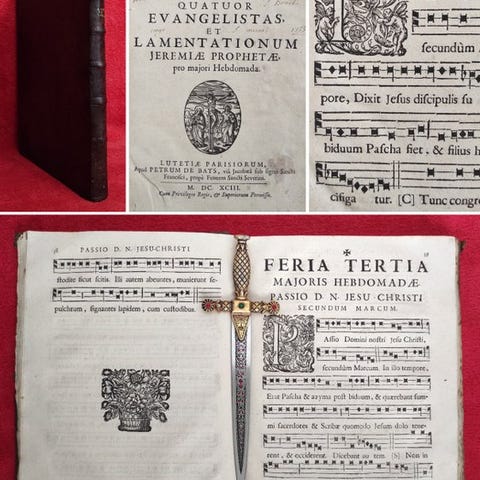 QUATUOR
EVANGELISTAS,
ET
LAMENTATIONUM
JEREMIÆ PROPHETÆ,
pro majori Hebdomada.
LUTETIÆ PARISIORUM,
Apud PETRUM DE BATS, viâ Jacobæâ sub signo Sancti
Francisci, propè Fontem Sancti Severini.
M. DC. XCIII.
Cum Privilegio Regis, & Superiorum Permissu.
secundùm
pore, Dixit Jesus discipulis su
biduum Pascha fiet, & filius h
cifiga tur. [C] Tunc congre
PASSIO D. N. JESU-CHRISTI
stodite sicut scitis. Illi autem abeuntes, munierunt se-
pulchrum, signantes lapidem, cum custodibus.
FERIA TERTIA
MAJORIS HEBDOMADÆ.
PASSIO D. N. JESU-CHRISTI
SECUNDUM MARCUM.
PAssio Domini nostri Jesu Christi,
secundùm Marcum. In illo tempore,
Erat Pascha & azyma post biduum, & quærebant sum-
mi sacerdotes & Scribæ quomodo Jesum dolo tene-
rent, & occiderent. Dicebant au tem. [S] Non in